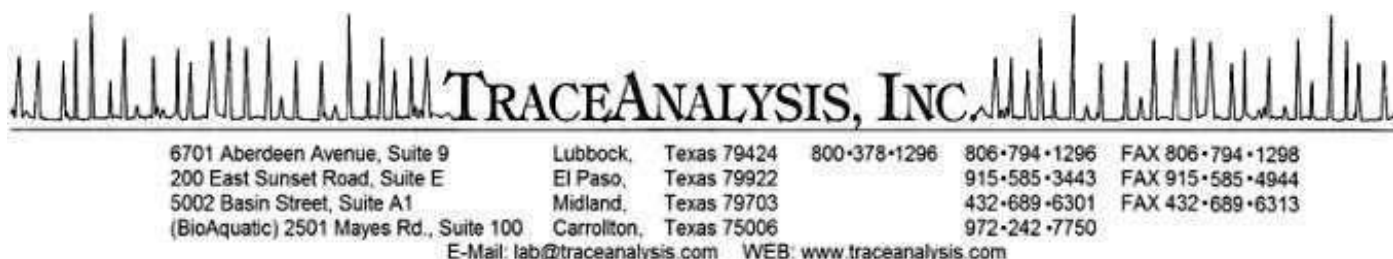 TRACEANALYSIS, INC.
6701 Aberdeen Avenue, Suite 9 Lubbock, Texas 79424 800•378•1296 806•794•1296 FAX 806•794•1298
200 East Sunset Road, Suite E El Paso, Texas 79922 915•585•3443 FAX 915•585•4944
5002 Basin Street, Suite A1 Midland, Texas 79703 432•689•6301 FAX 432•689•6313
(BioAquatic) 2501 Mayes Rd., Suite 100 Carrollton, Texas 75006 972•242•7750
E-Mail: lab@traceanalysis.com WEB: www.traceanalysis.com